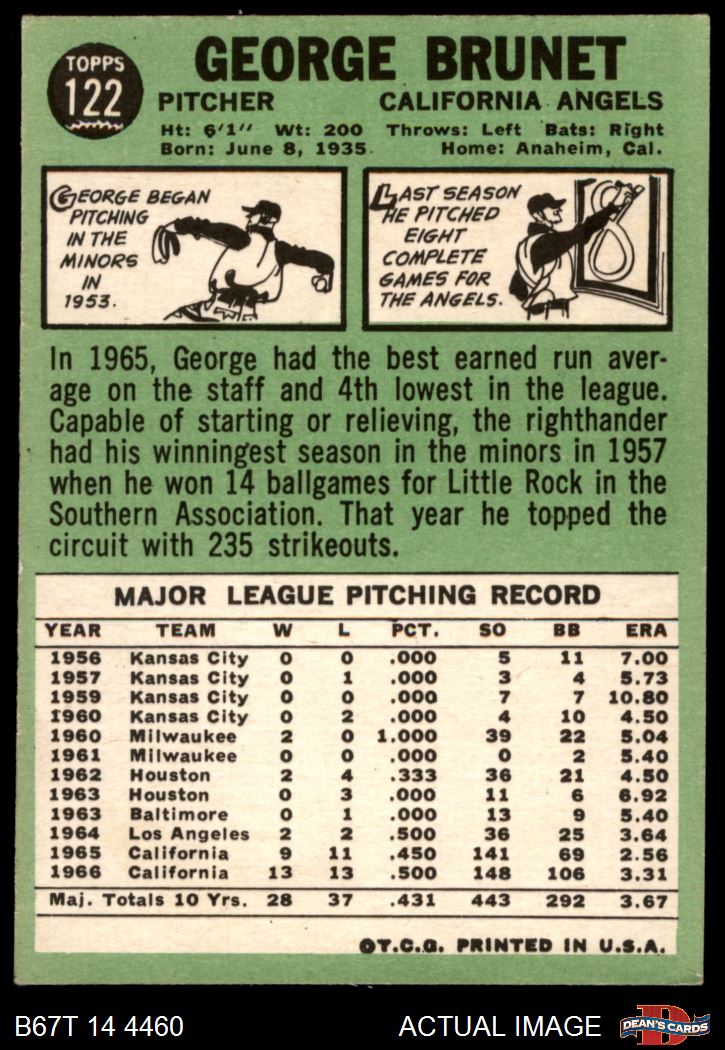 TOPPS
122
GEORGE BRUNET
PITCHER CALIFORNIA ANGELS
Ht: 6'1" Wt: 200 Throws: Left Bats: Right
Born: June 8, 1935 Home: Anaheim, Cal.
GEORGE BEGAN
PITCHING
IN THE
MINORS
IN
1953.
LAST SEASON
HE PITCHED
EIGHT
COMPLETE
GAMES FOR
THE ANGELS.
8
In 1965, George had the best earned run aver-
age on the staff and 4th lowest in the league.
Capable of starting or relieving, the righthander
had his winningest season in the minors in 1957
when he won 14 ballgames for Little Rock in the
Southern Association. That year he topped the
circuit with 235 strikeouts.
MAJOR LEAGUE PITCHING RECORD
YEAR TEAM W L PCT. SO BB ERA
1956 Kansas City 0 0 .000 5 11 7.00
1957 Kansas City 0 1 .000 3 4 5.73
1959 Kansas City 0 0 .000 7 7 10.80
1960 Kansas City 0 2 .000 4 10 4.50
1960 Milwaukee 2 0 1.000 39 22 5.04
1961 Milwaukee 0 0 .000 0 2 5.40
1962 Houston 2 4 .333 36 21 4.50
1963 Houston 0 3 .000 11 6 6.92
1963 Baltimore 0 1 .000 13 9 5.40
1964 Los Angeles 2 2 .500 36 25 3.64
1965 California 9 11 .450 141 69 2.56
1966 California 13 13 .500 148 106 3.31
Maj. Totals 10 Yrs. 28 37 .431 443 292 3.67
©T.C.G. PRINTED IN U.S.A.
B67T 14 4460 ACTUAL IMAGE
D
DEAN'S CARDS